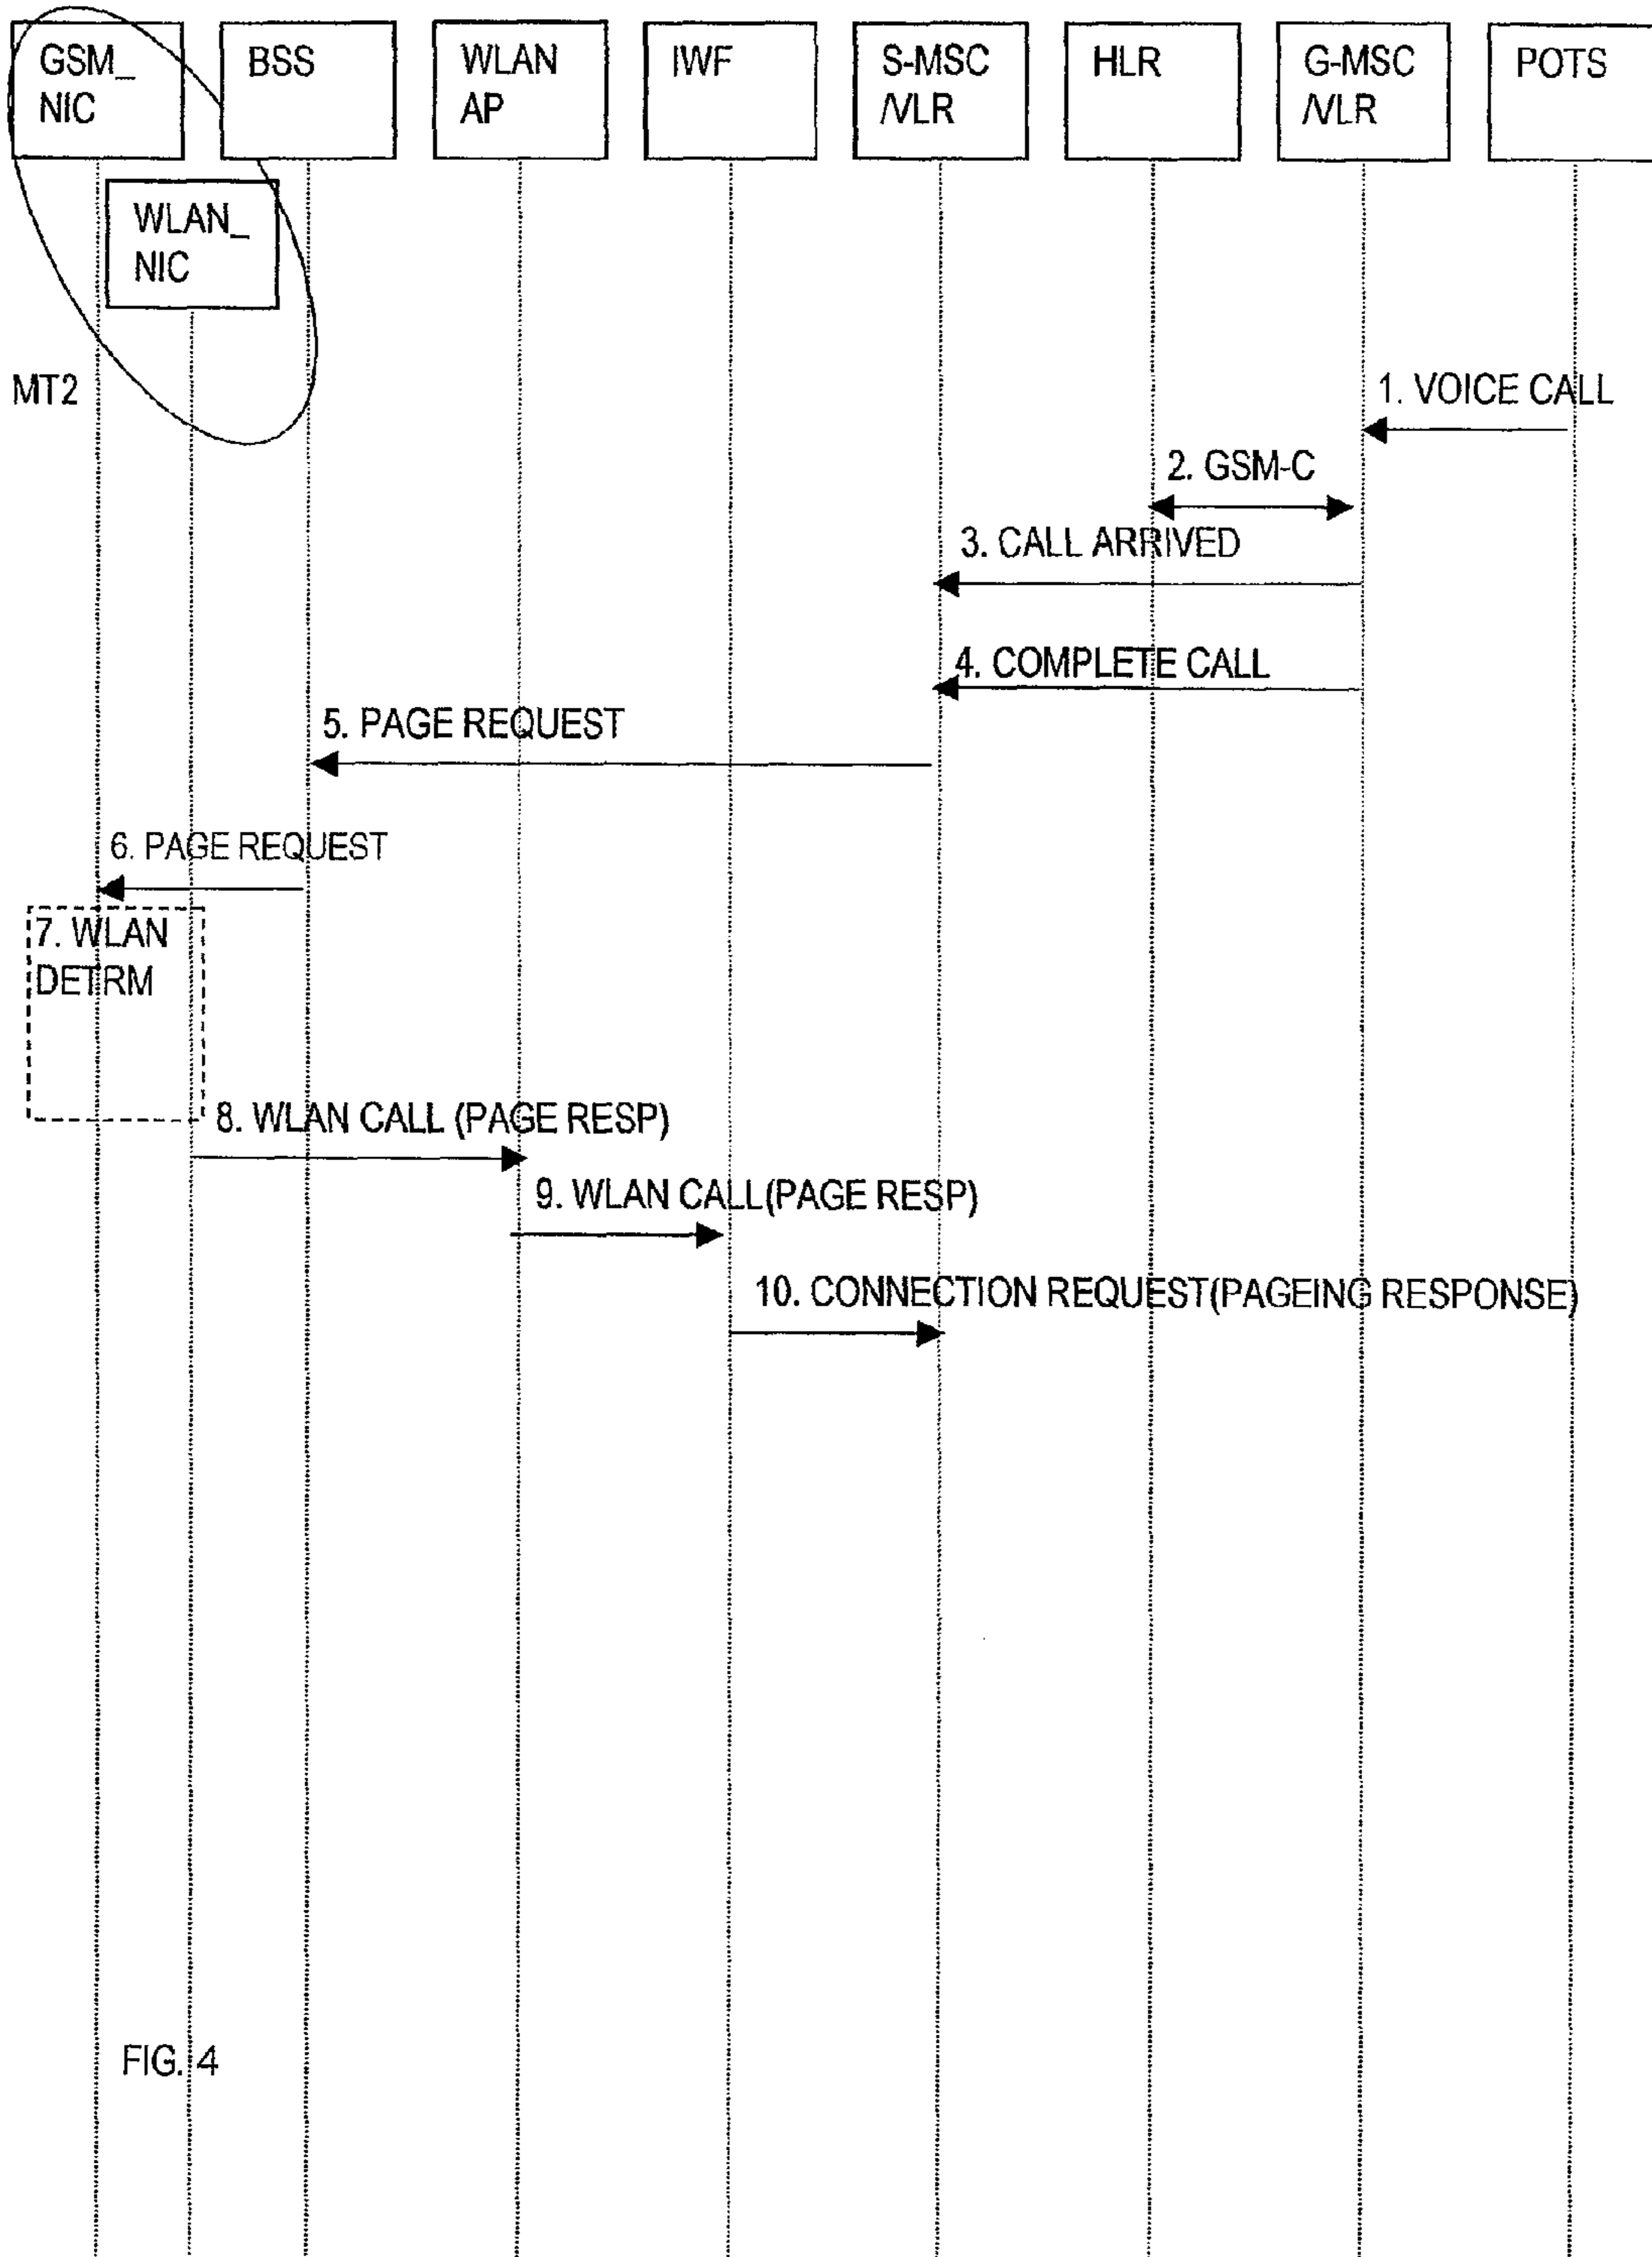 GSM_
NIC
BSS
WLAN
AP
IWF
S-MSC
/VLR
HLR
G-MSC
/VLR
POTS
WLAN_
NIC
MT2
1. VOICE CALL
2. GSM-C
3. CALL ARRIVED
4. COMPLETE CALL
5. PAGE REQUEST
6. PAGE REQUEST
7. WLAN
DETRM
8. WLAN CALL (PAGE RESP)
9. WLAN CALL(PAGE RESP)
10. CONNECTION REQUEST(PAGEING RESPONSE)
FIG. 4